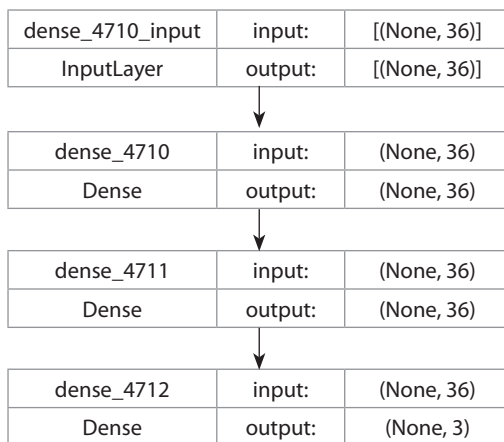 dense_4710_input input: [(None, 36)]
InputLayer output: [(None, 36)]
dense_4710 input: (None, 36)
Dense output: (None, 36)
dense_4711 input: (None, 36)
Dense output: (None, 36)
dense_4712 input: (None, 36)
Dense output: (None, 3)